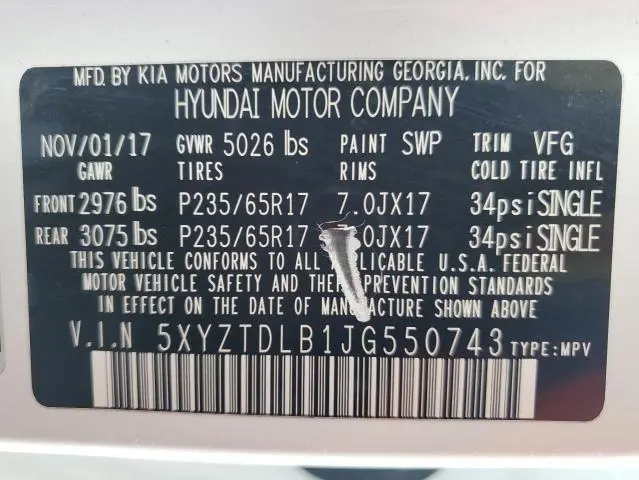 MFD. BY KIA MOTORS MANUFACTURING GEORGIA, INC. FOR
HYUNDAI MOTOR COMPANY
NOV/01/17 GVWR 5026 lbs PAINT SWP TRIM VFG
GAWR TIRES RIMS COLD TIRE INFL
FRONT 2976 lbs P235/65R17 7.0JX17 34psi SINGLE
REAR 3075 lbs P235/65R17 .0JX17 34psi SINGLE
THIS VEHICLE CONFORMS TO ALL APPLICABLE U.S.A. FEDERAL
MOTOR VEHICLE SAFETY AND THEFT PREVENTION STANDARDS
IN EFFECT ON THE DATE OF MANUFACTURE SHOWN ABOVE
V.I.N 5XYZTDLB1JG550743 TYPE:MPV